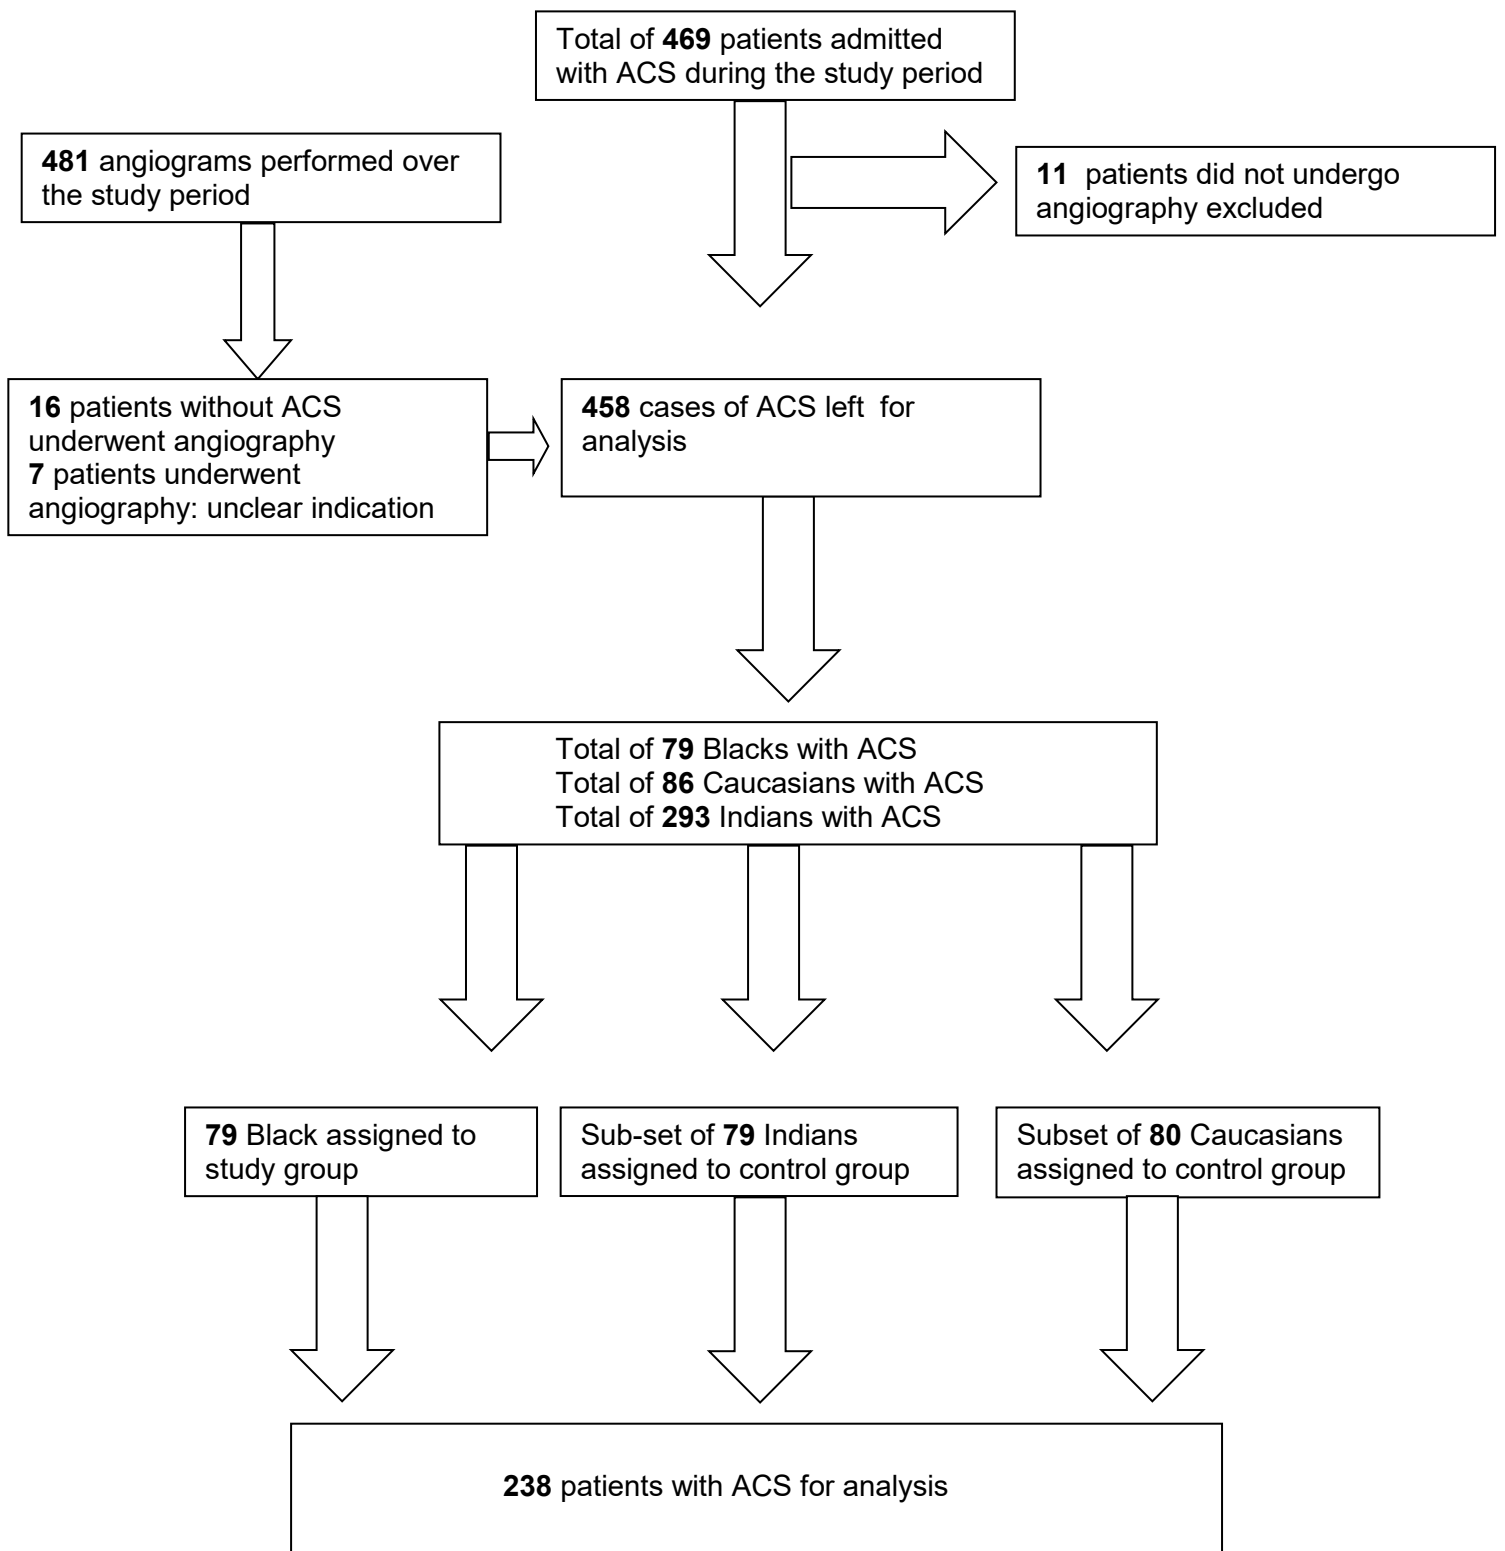 Total of 469 patients admitted
with ACS during the study period
481 angiograms performed over
the study period
11 patients did not undergo
angiography excluded
16 patients without ACS
underwent angiography
7 patients underwent
angiography: unclear indication
458 cases of ACS left for
analysis
Total of 79 Blacks with ACS
Total of 86 Caucasians with ACS
Total of 293 Indians with ACS
79 Black assigned to
study group
Sub-set of 79 Indians
assigned to control group
Subset of 80 Caucasians
assigned to control group
238 patients with ACS for analysis